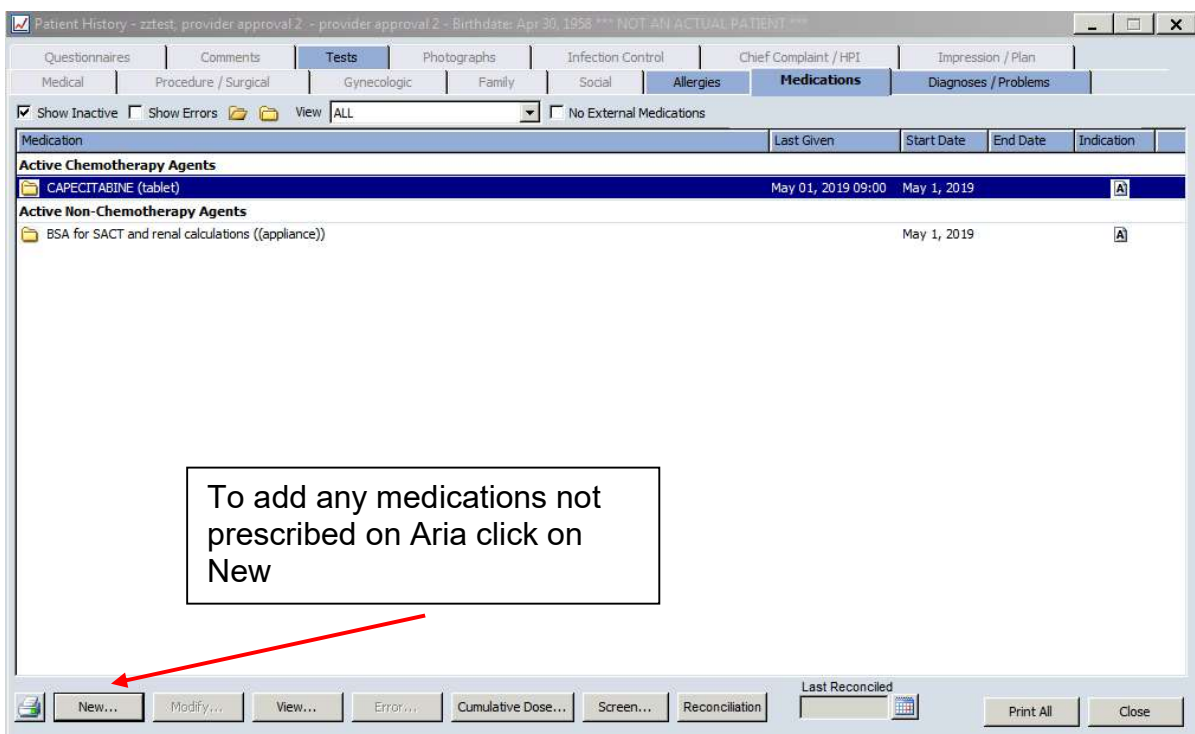 Patient History - zztest, provider approval 2 - provider approval 2 - Birthdate: Apr 30, 1958 *** NOT AN ACTUAL PATIENT ***
Questionnaires Comments Tests Photographs Infection Control Chief Complaint / HPI Impression / Plan
Medical Procedure / Surgical Gynecologic Family Social Allergies Medications Diagnoses / Problems
Show Inactive Show Errors View ALL No External Medications
Medication Last Given Start Date End Date Indication
Active Chemotherapy Agents
CAPECITABINE (tablet) May 01, 2019 09:00 May 1, 2019 A
Active Non-Chemotherapy Agents
BSA for SACT and renal calculations ((appliance)) May 1, 2019 A
To add any medications not
prescribed on Aria click on
New
Last Reconciled
New... Modify... View... Error... Cumulative Dose... Screen... Reconciliation Print All Close